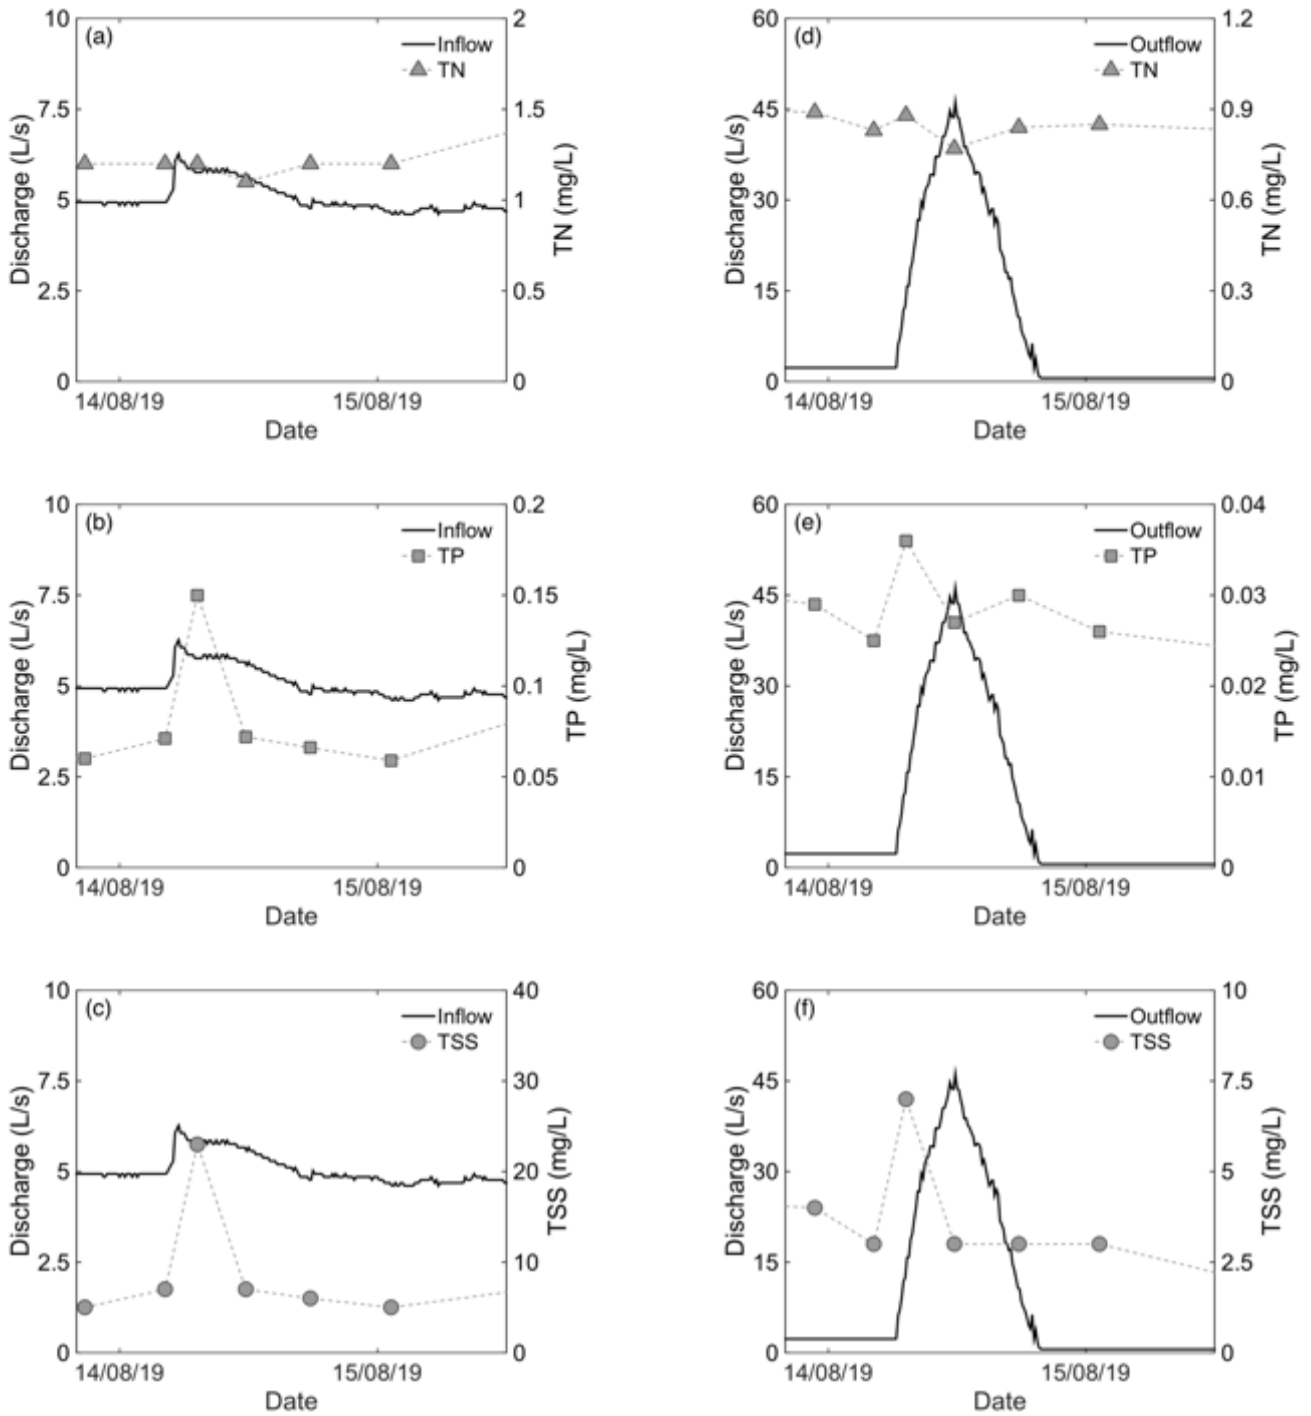 (a)
Inflow
TN
10
7.5
5
2.5
0
Discharge (L/s)
2
1.5
1
0.5
0
TN (mg/L)
14/08/19 15/08/19
Date
(d)
Outflow
TN
60
45
30
15
0
Discharge (L/s)
1.2
0.9
0.6
0.3
0
TN (mg/L)
14/08/19 15/08/19
Date
(b)
Inflow
TP
10
7.5
5
2.5
0
Discharge (L/s)
0.2
0.15
0.1
0.05
0
TP (mg/L)
14/08/19 15/08/19
Date
(e)
Outflow
TP
60
45
30
15
0
Discharge (L/s)
0.04
0.03
0.02
0.01
0
TP (mg/L)
14/08/19 15/08/19
Date
(c)
Inflow
TSS
10
7.5
5
2.5
0
Discharge (L/s)
40
30
20
10
0
TSS (mg/L)
14/08/19 15/08/19
Date
(f)
Outflow
TSS
60
45
30
15
0
Discharge (L/s)
10
7.5
5
2.5
0
TSS (mg/L)
14/08/19 15/08/19
Date